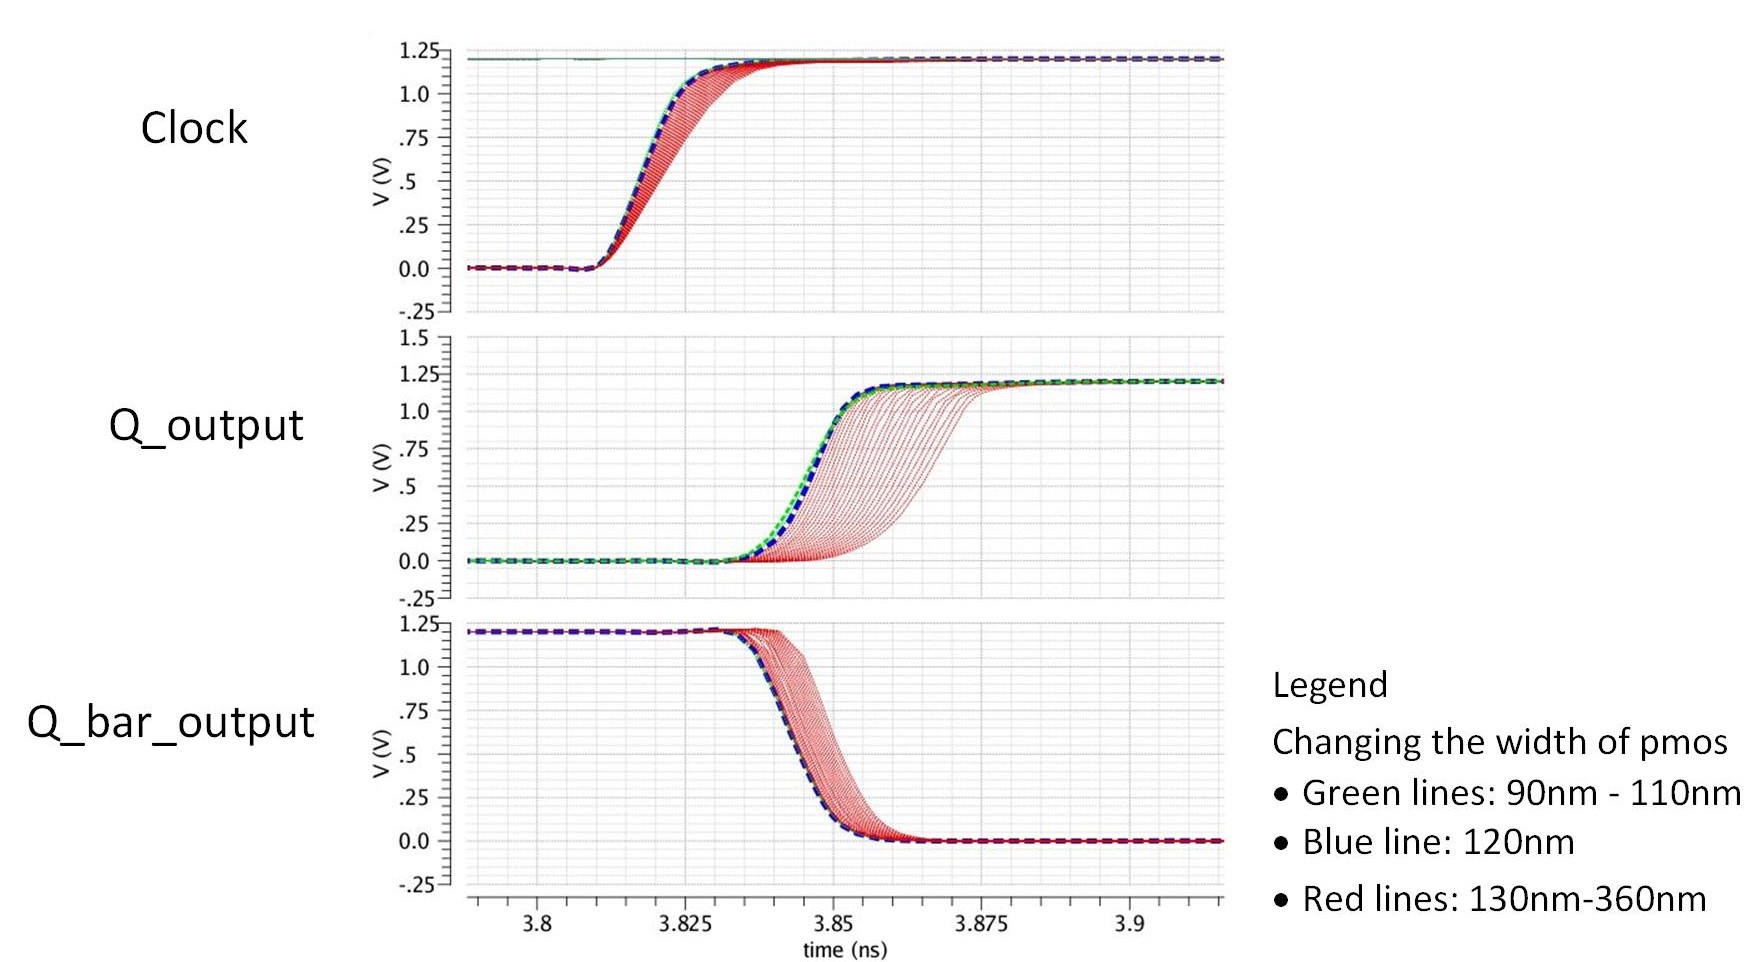 Clock
V (V)
1.25
1.0
.75
.5
.25
0.0
-.25
Q_output
V (V)
1.5
1.25
1.0
.75
.5
.25
0.0
-.25
Q_bar_output
V (V)
1.25
1.0
.75
.5
.25
0.0
-.25
3.8 3.825 3.85 3.875 3.9
time (ns)
Legend
Changing the width of pmos
• Green lines: 90nm - 110nm
• Blue line: 120nm
• Red lines: 130nm-360nm